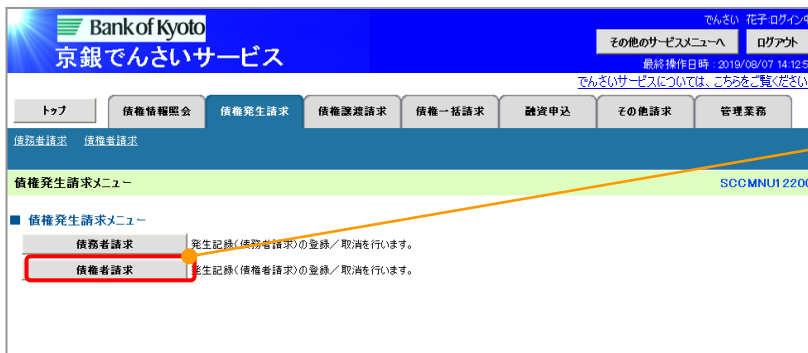 でんさい 花子:ログイン中
Bank of Kyoto
その他のサービスメニューへ ログアウト
京銀でんさいサービス
最終操作日時：2019/08/07 14:12:5
でんさいサービスについては、こちらをご覧ください
トップ 債権情報照会 債権発生請求 債権譲渡請求 債権一括請求 融資申込 その他請求 管理業務
債務者請求 債権者請求
債権発生請求メニュー SCCMNU12200
■ 債権発生請求メニュー
債務者請求 発生記録(債務者請求)の登録／取消を行います。
債権者請求 発生記録(債権者請求)の登録／取消を行います。